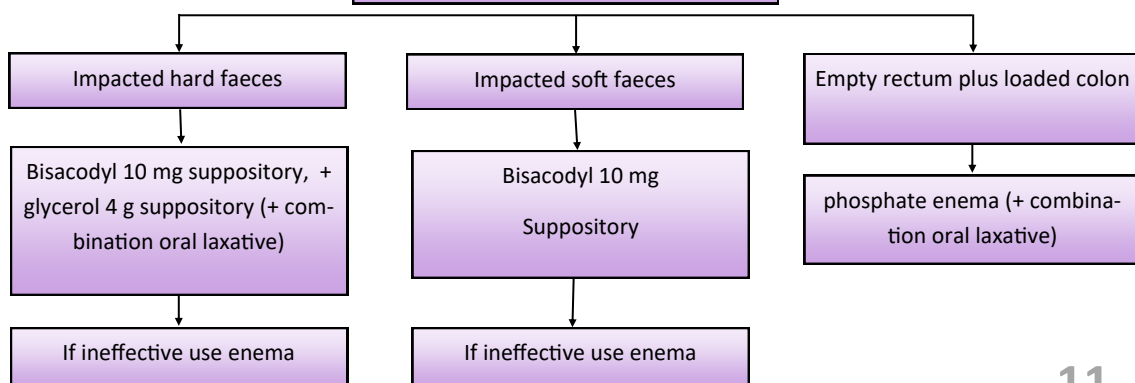 Impacted hard faeces
Impacted soft faeces
Empty rectum plus loaded colon
Bisacodyl 10 mg suppository, +
glycerol 4 g suppository (+ com-
bination oral laxative)
Bisacodyl 10 mg
Suppository
phosphate enema (+ combina-
tion oral laxative)
If ineffective use enema
If ineffective use enema
11